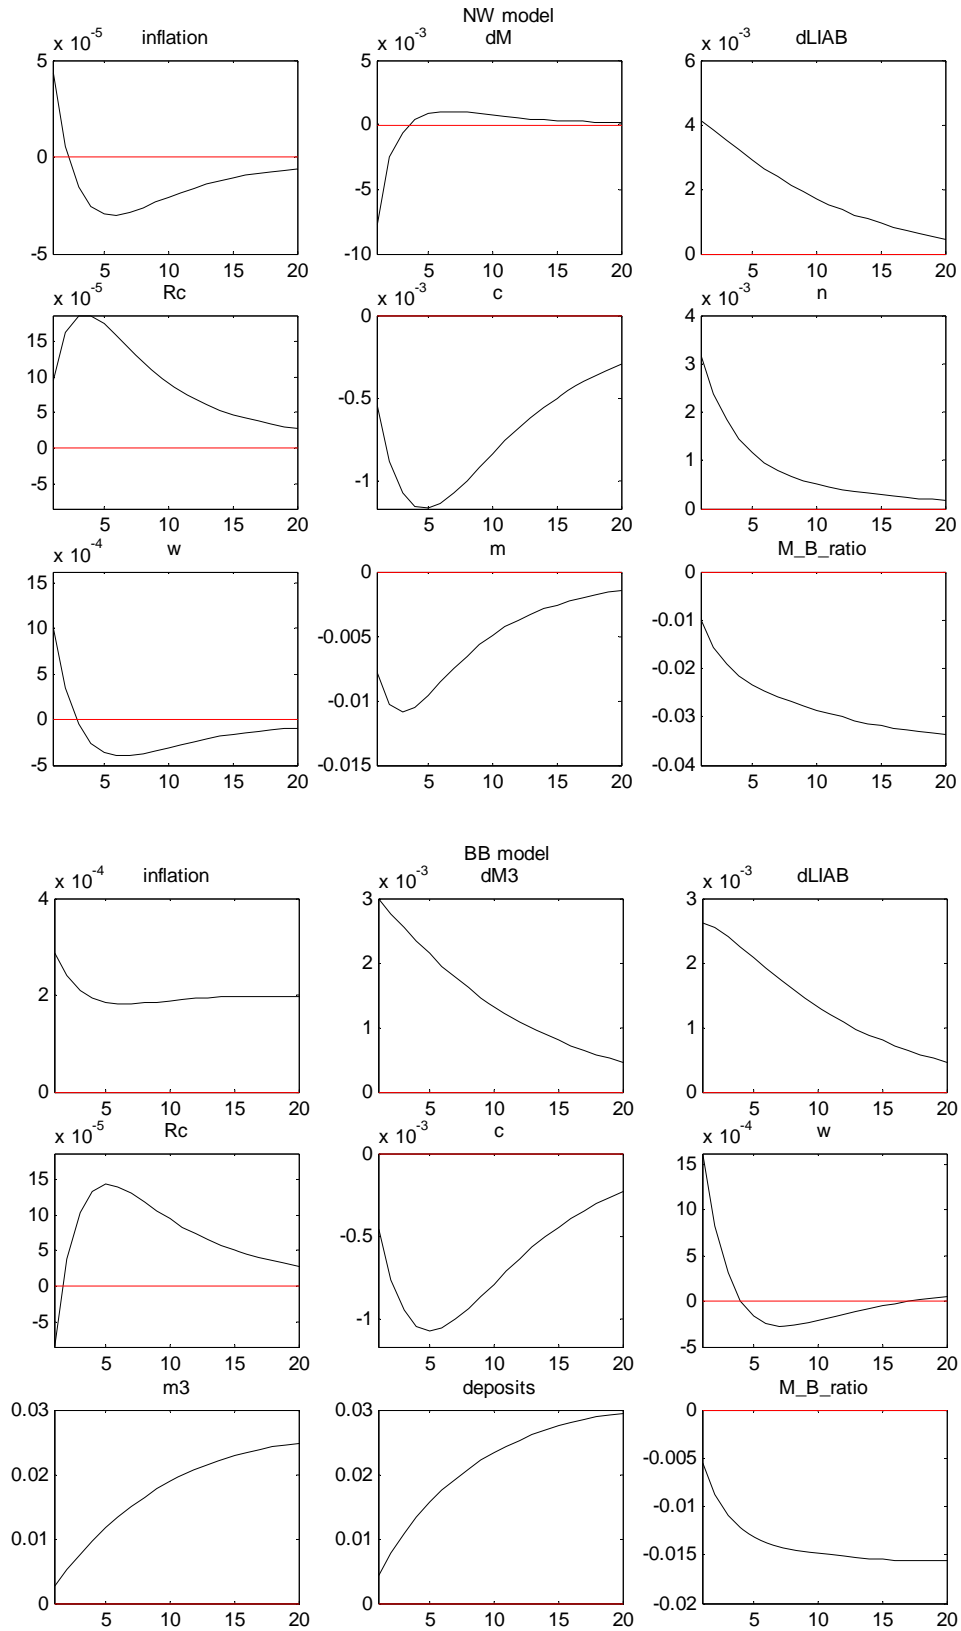 NW model
x 10-5 inflation x 10-3 dM x 10-3 dLIAB
5 5 6
0 0 4
-5 2
-5 -10 0
5 10 15 20 5 10 15 20 5 10 15 20
x 10-5 Rc x 10-3 c x 10-3 n
15 0 4
10 3
5 -0.5 2
0 1
-5 -1 0
5 10 15 20 5 10 15 20 5 10 15 20
x 10-4 w m M_B_ratio
15 0 0
10 -0.005 -0.01
5 -0.02
0 -0.01 -0.03
-5 -0.015 -0.04
5 10 15 20 5 10 15 20 5 10 15 20
BB model
x 10-4 inflation x 10-3 dM3 x 10-3 dLIAB
4 3 3
2 2 2
1 1
0 0 0
5 10 15 20 5 10 15 20 5 10 15 20
x 10-5 Rc x 10-3 c x 10-4 w
15 0 15
10 10
5 -0.5 5
0 0
-5 -1 -5
5 10 15 20 5 10 15 20 5 10 15 20
m3 deposits M_B_ratio
0.03 0.03 0
0.02 0.02 -0.005
-0.01
0.01 0.01 -0.015
0 0 -0.02
5 10 15 20 5 10 15 20 5 10 15 20